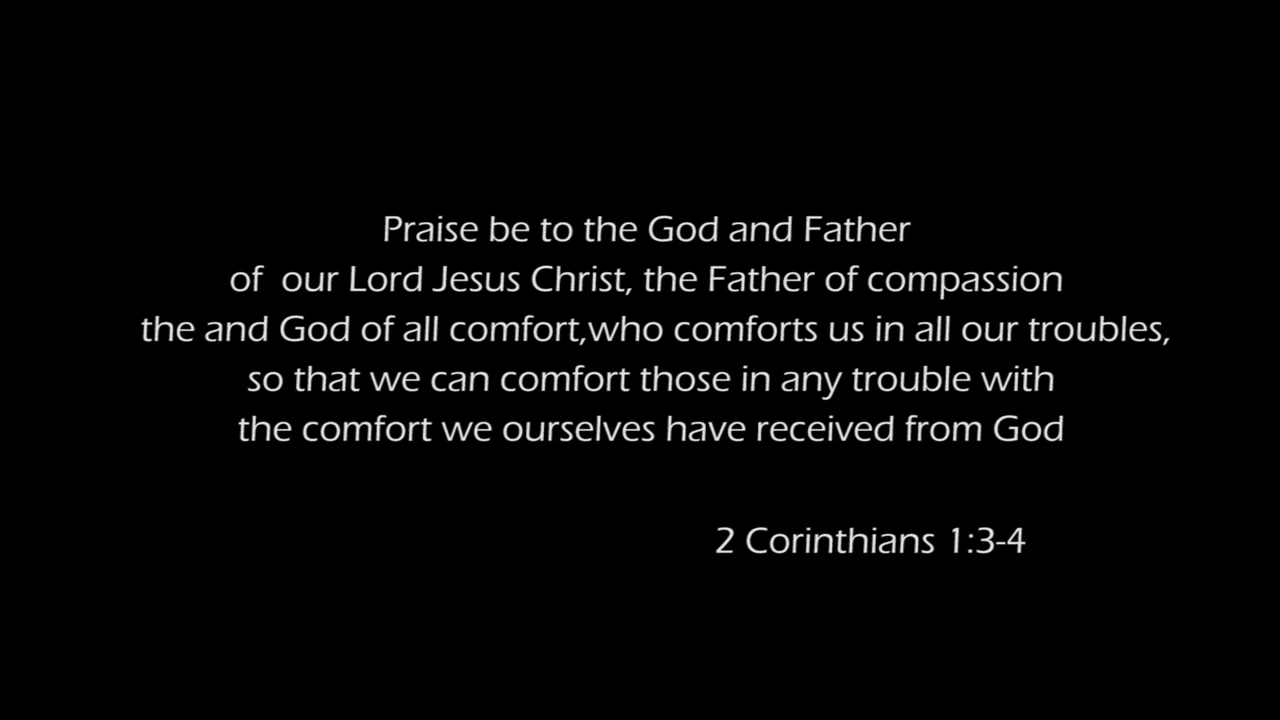 Praise be to the God and Father
of  our Lord Jesus Christ, the Father of compassion
the and God of all comfort,who comforts us in all our troubles,
so that we can comfort those in any trouble with
the comfort we ourselves have received from God
2 Corinthians 1:3-4